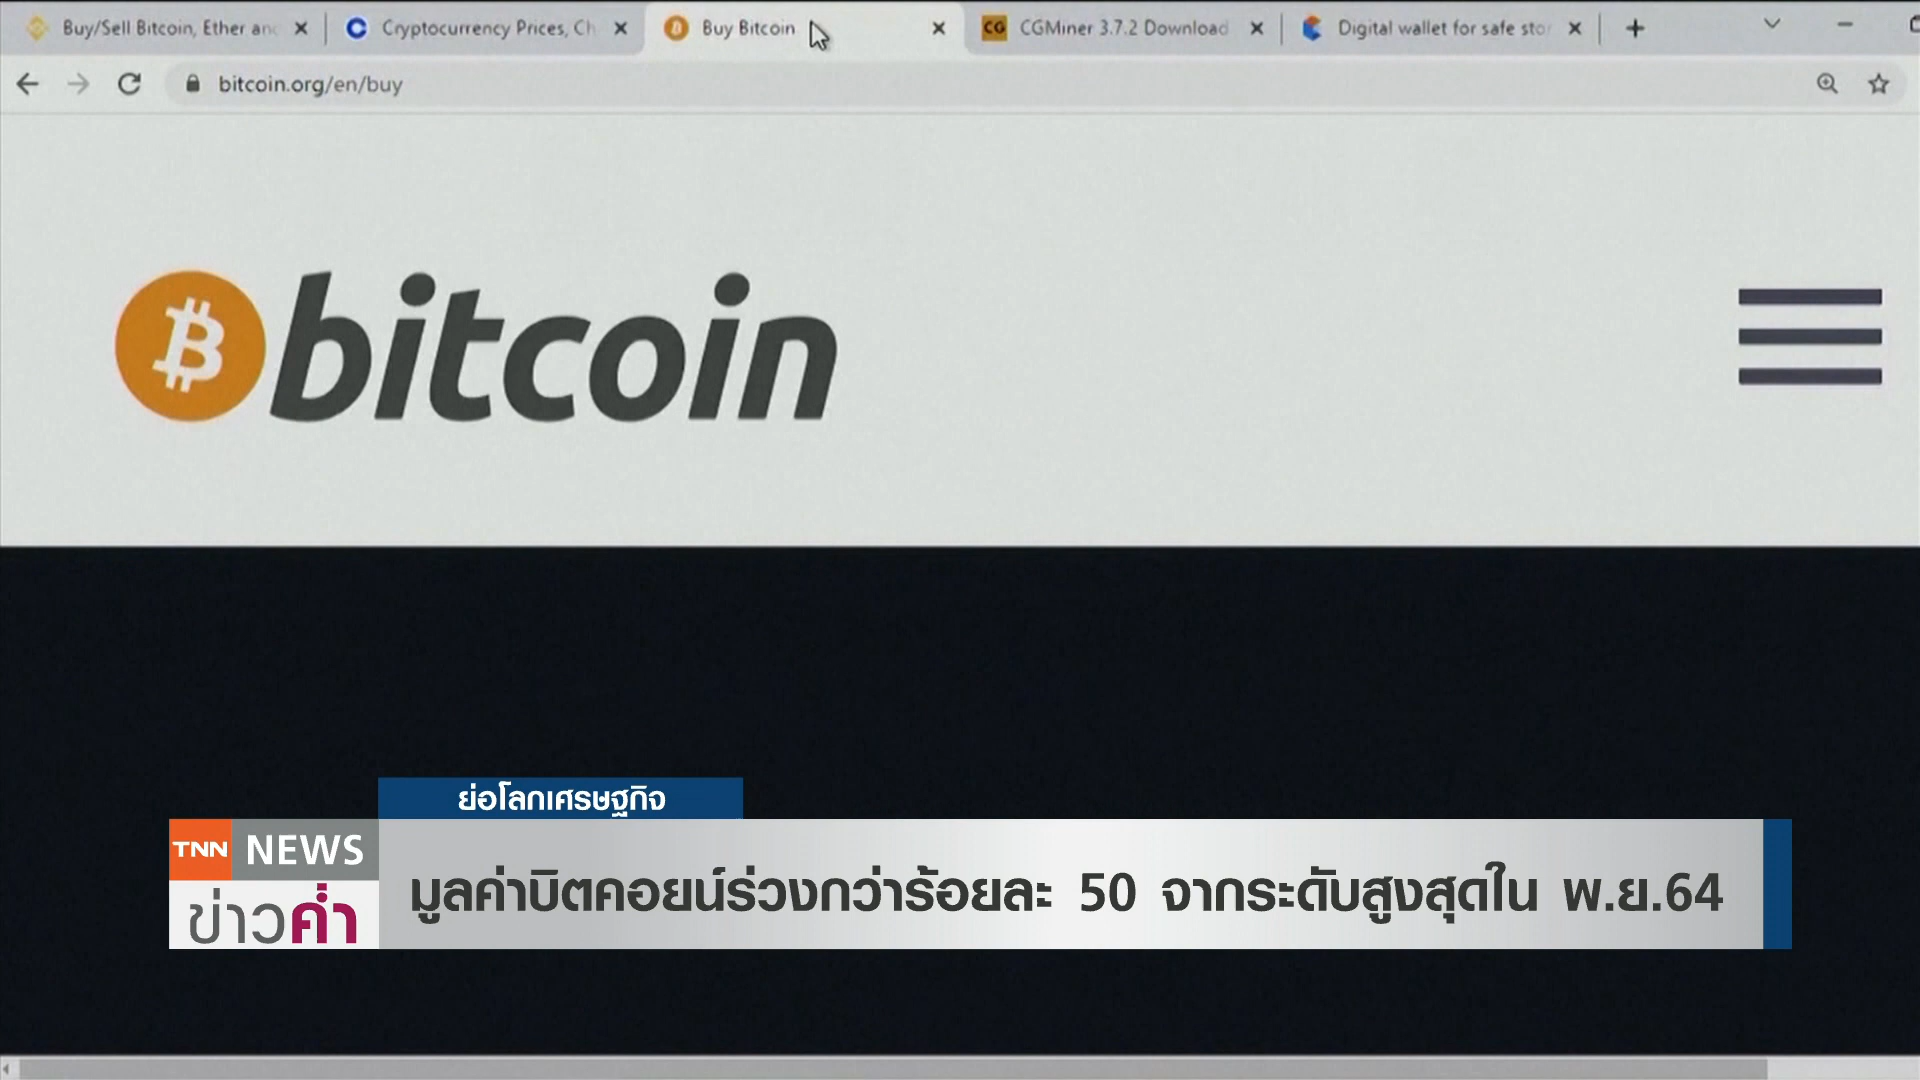 Buy/Sell Bitcoin, Ether an
Cryptocurrency Prices, Ch
Buy Bitcoin
CG CGMiner 3.7.2 Download
Digital wallet for safe sto
bitcoin.org/en/buy
bitcoin
ย่อโลกเศรษฐกิจ
TNN NEWS
ข่าวค่ำ
มูลค่าบิตคอยน์ร่วงกว่าร้อยละ 50 จากระดับสูงสุดใน พ.ย.64